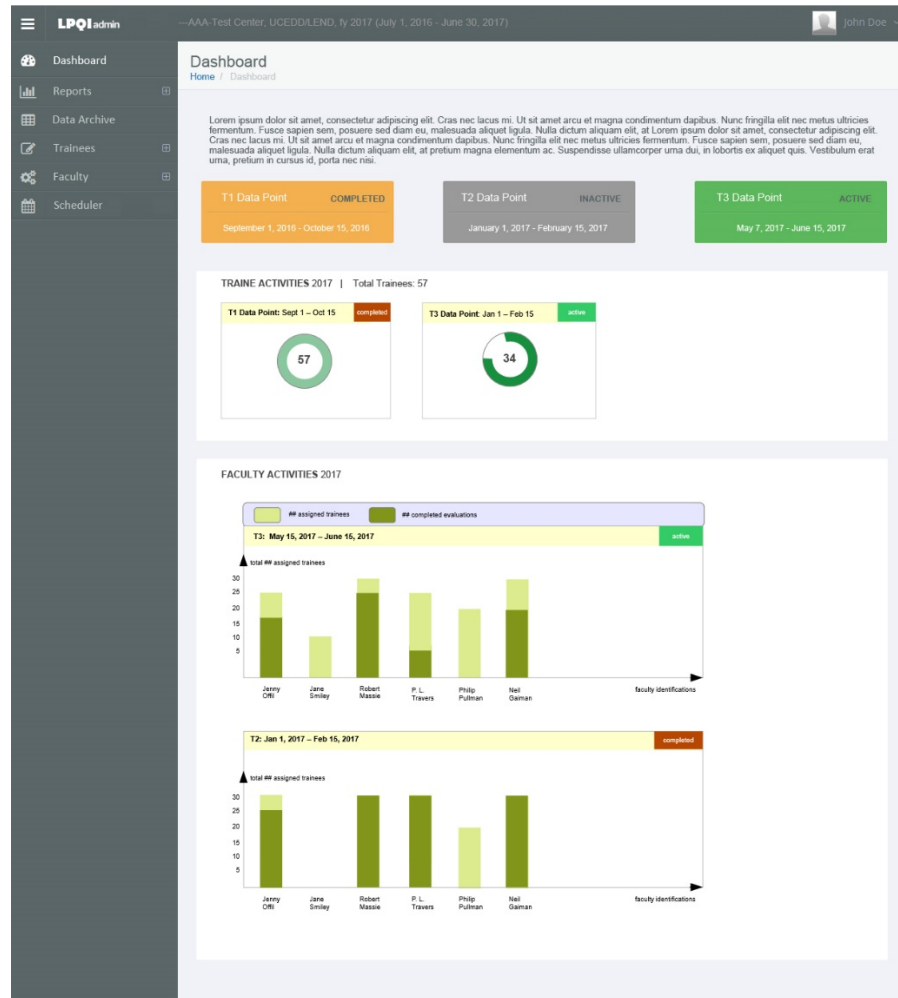 LPQI admin
---AAA-Test Center, UCEDD/LEND, fy 2017 (July 1, 2016 - June 30, 2017)
John Doe
Dashboard
Reports
Data Archive
Trainees
Faculty
Scheduler
Dashboard
Home / Dashboard
Lorem ipsum dolor sit amet, consectetur adipiscing elit. Cras nec lacus mi. Ut sit amet arcu et magna condimentum dapibus. Nunc fringilla elit nec metus ultricies
fermentum. Fusce sapien sem, posuere sed diam eu, malesuada aliquet ligula. Nulla dictum aliquam elit, at Lorem ipsum dolor sit amet, consectetur adipiscing elit.
Cras nec lacus mi. Ut sit amet arcu et magna condimentum dapibus. Nunc fringilla elit nec metus ultricies fermentum. Fusce sapien sem, posuere sed diam eu,
malesuada aliquet ligula. Nulla dictum aliquam elit, at pretium magna elementum ac. Suspendisse ullamcorper urna dui, in lobortis ex aliquet quis. Vestibulum erat
urna, pretium in cursus id, porta nec nisi.
T1 Data Point COMPLETED
September 1, 2016 - October 15, 2016
T2 Data Point INACTIVE
January 1, 2017 - February 15, 2017
T3 Data Point ACTIVE
May 7, 2017 - June 15, 2017
TRAINE ACTIVITIES 2017 | Total Trainees: 57
T1 Data Point: Sept 1 – Oct 15 completed
57
T3 Data Point: Jan 1 – Feb 15 active
34
FACULTY ACTIVITIES 2017
## assigned trainees ## completed evaluations
T3: May 15, 2017 – June 15, 2017 active
total ## assigned trainees
30
25
20
15
10
5
Jenny Offil
Jane Smiley
Robert Massie
P. L. Travers
Philip Pullman
Neil Gaiman
faculty identifications
T2: Jan 1, 2017 – Feb 15, 2017 completed
total ## assigned trainees
30
25
20
15
10
5
Jenny Offil
Jane Smiley
Robert Massie
P. L. Travers
Philip Pullman
Neil Gaiman
faculty identifications